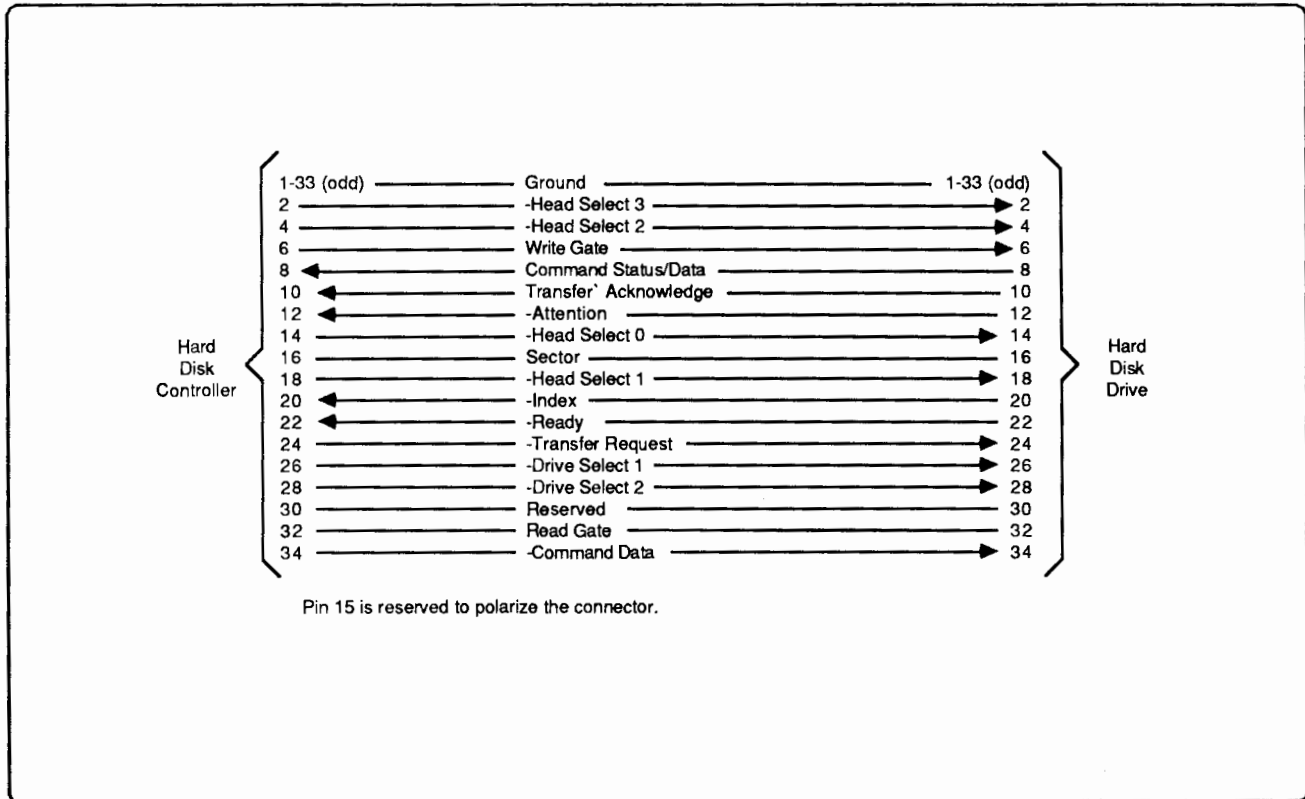 1-33 (odd) Ground 1-33 (odd)
2 -Head Select 3 2
4 -Head Select 2 4
6 Write Gate 6
8 Command Status/Data 8
10 Transfer` Acknowledge 10
12 -Attention 12
14 -Head Select 0 14
16 Sector 16
18 -Head Select 1 18
20 -Index 20
22 -Ready 22
24 -Transfer Request 24
26 -Drive Select 1 26
28 -Drive Select 2 28
30 Reserved 30
32 Read Gate 32
34 -Command Data 34
Hard
Disk
Controller
Hard
Disk
Drive
Pin 15 is reserved to polarize the connector.